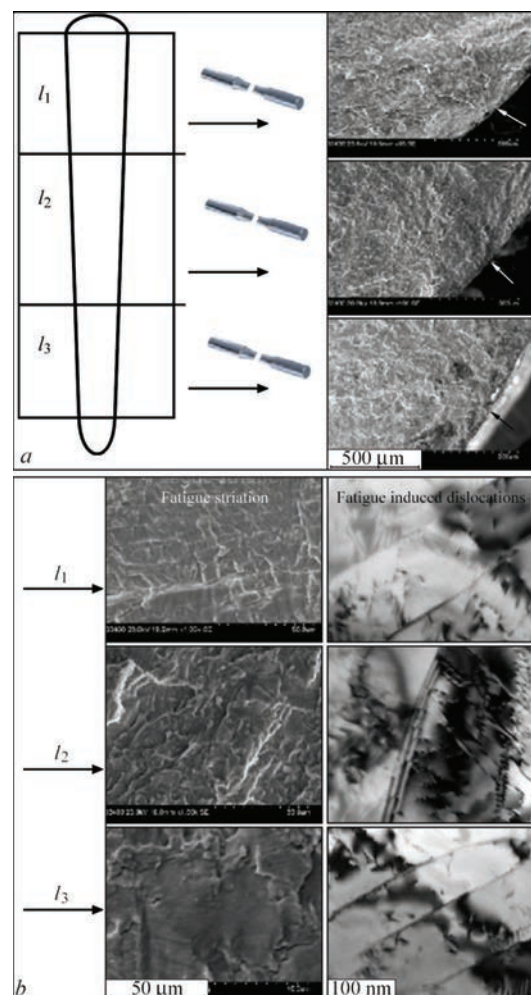 l1
l2
l3
a
500 μm
Fatigue striation
Fatigue induced dislocations
l1
l2
l3
b
50 μm
100 nm